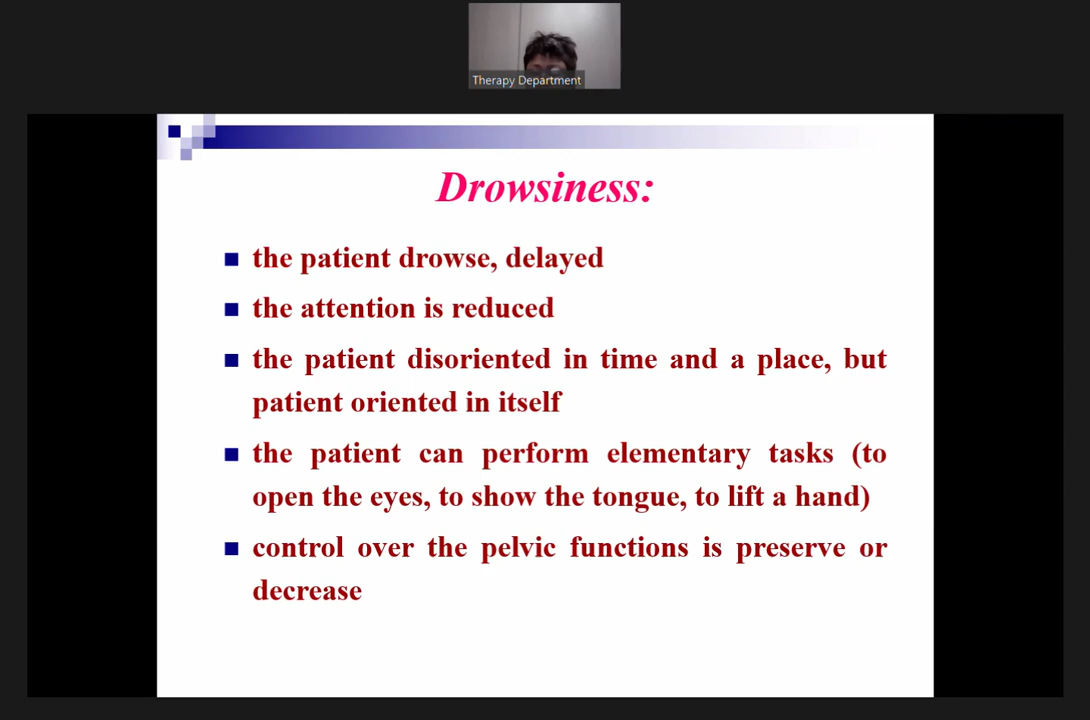 Therapy Department
Drowsiness:
the patient drowse, delayed
the attention is reduced
the patient disoriented in time and a place, but
patient oriented in itself
the patient can perform elementary tasks (to
open the eyes, to show the tongue, to lift a hand)
control over the pelvic functions is preserve or
decrease